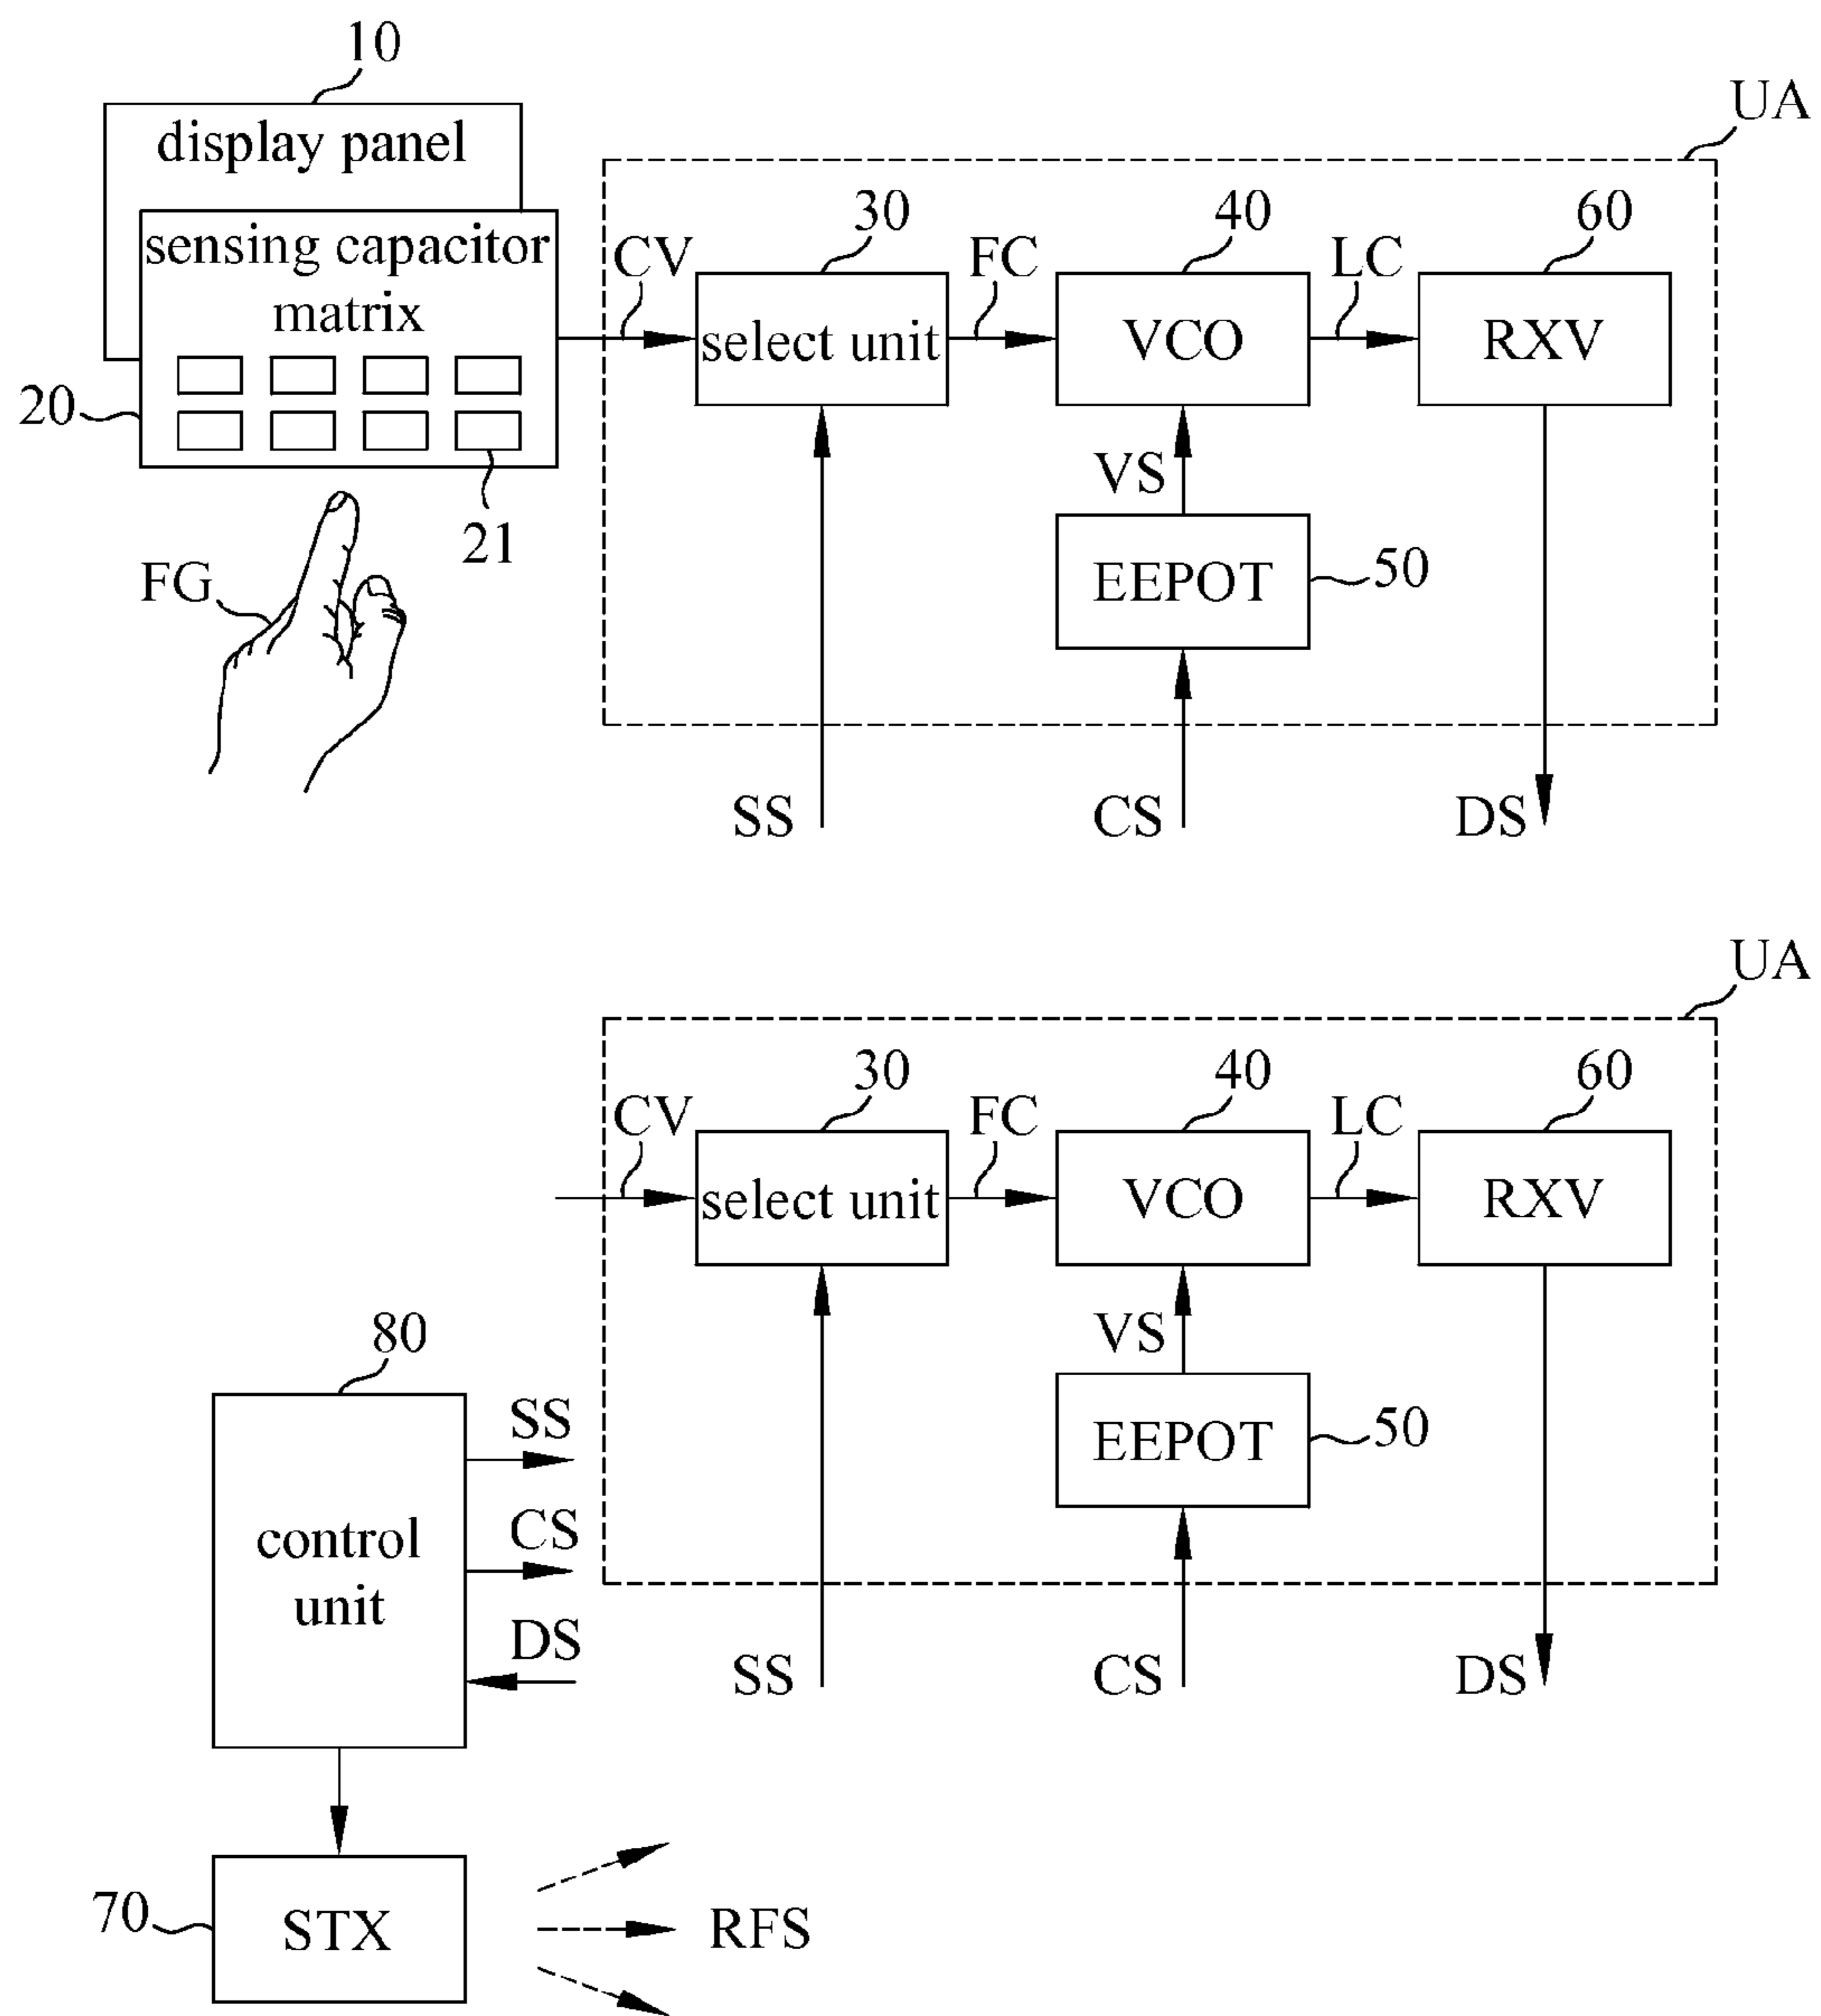 10
display panel
UA
sensing capacitor
matrix
20
21
FG
30
40
60
CV
FC
LC
select unit
VCO
RXV
VS
EEPOT
50
SS
CS
DS
UA
30
40
60
CV
FC
LC
select unit
VCO
RXV
VS
EEPOT
50
SS
CS
DS
80
control
unit
SS
CS
DS
70
STX
RFS